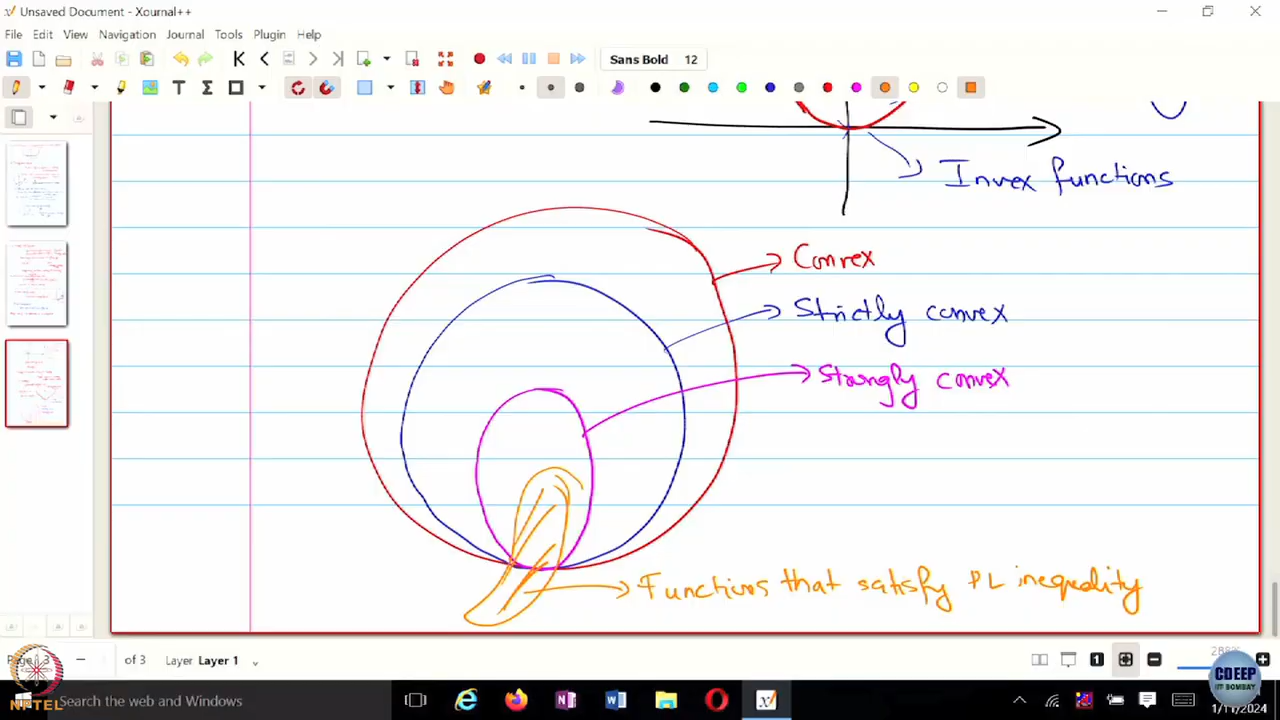 Unsaved Document - Xournal++
File Edit View Navigation Journal Tools Plugin Help
Sans Bold 12
Invex functions
Convex
Strictly convex
Strongly convex
Functions that satisfy PL inequality
of 3 Layer Layer 1
288%
Search the web and Windows
NPTEL
CDEEP
IIT BOMBAY
1/11/2024